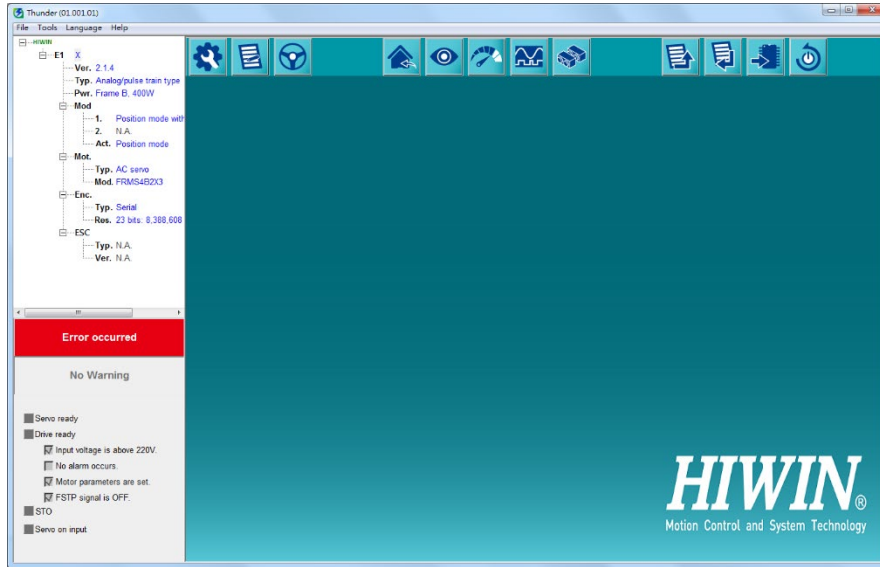 Thunder (01.001.01)
File Tools Language Help
HIWIN
E1 X
Ver. 2.1.4
Typ. Analog/pulse train type
Pwr. Frame B, 400W
Mod
1. Position mode with
2. N.A.
Act. Position mode
Mot.
Typ. AC servo
Mod. FRMS4B2X3
Enc.
Typ. Serial
Res. 23 bits: 8,388,608
ESC
Typ. N.A.
Ver. N.A.
Error occurred
No Warning
Servo ready
Drive ready
Input voltage is above 220V.
No alarm occurs.
Motor parameters are set.
FSTP signal is OFF.
STO
Servo on input
HIWIN®
Motion Control and System Technology